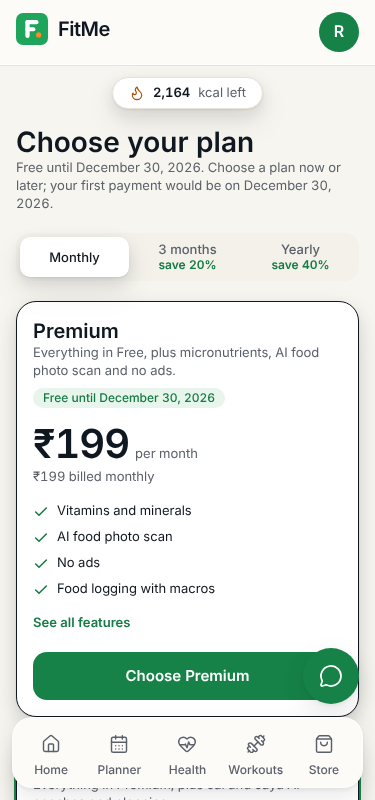 F FitMe
R
2,164 kcal left
Choose your plan
Free until December 30, 2026. Choose a plan now or
later; your first payment would be on December 30,
2026.
Monthly
3 months
save 20%
Yearly
save 40%
Premium
Everything in Free, plus micronutrients, AI food
photo scan and no ads.
Free until December 30, 2026
₹199 per month
₹199 billed monthly
Vitamins and minerals
AI food photo scan
No ads
Food logging with macros
See all features
Choose Premium
Home
Planner
Health
Workouts
Store